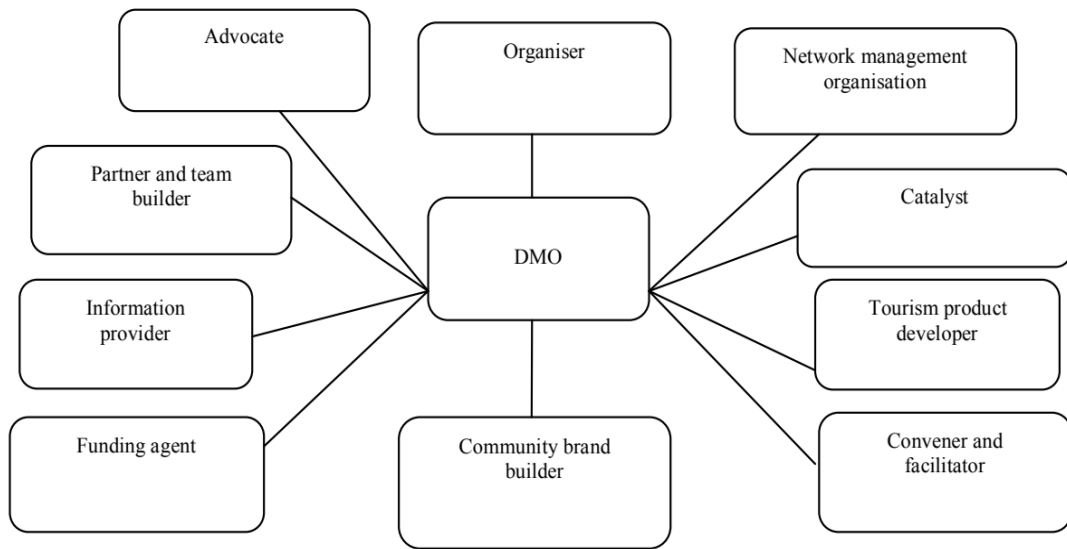 Advocate
Organiser
Network management
organisation
Partner and team
builder
Catalyst
DMO
Information
provider
Tourism product
developer
Funding agent
Community brand
builder
Convener and
facilitator